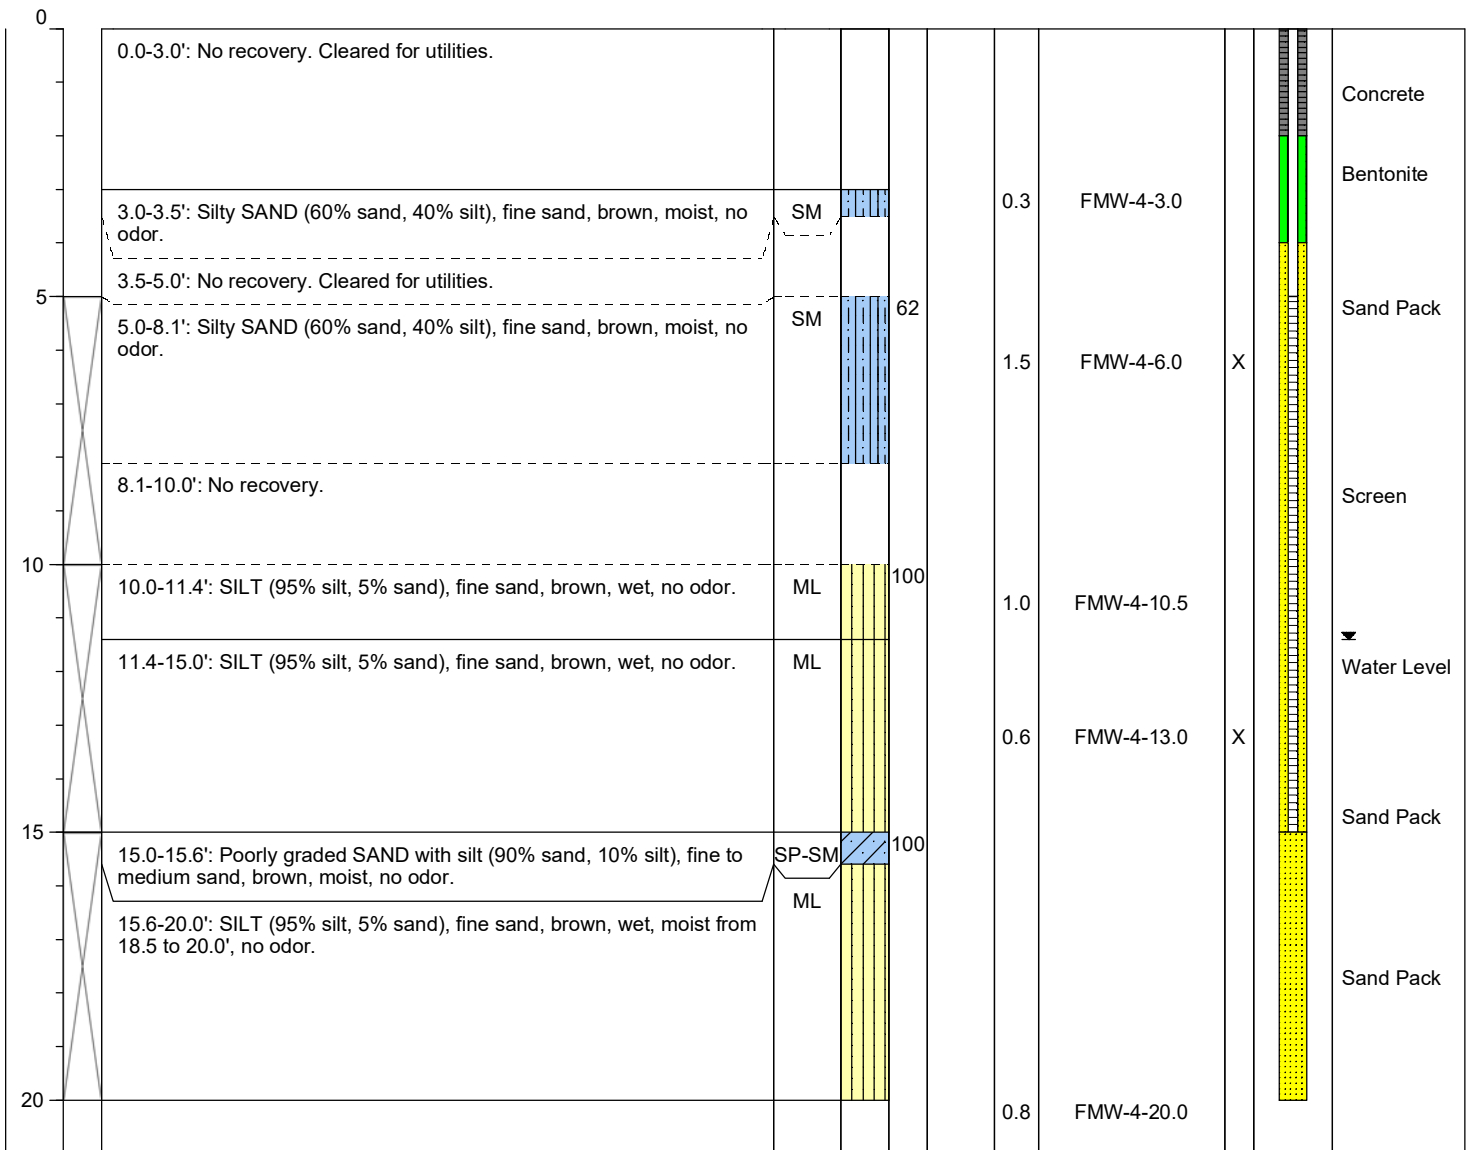 0
0.0-3.0': No recovery. Cleared for utilities.
Concrete
Bentonite
3.0-3.5': Silty SAND (60% sand, 40% silt), fine sand, brown, moist, no
odor.
SM
0.3
FMW-4-3.0
3.5-5.0': No recovery. Cleared for utilities.
5
5.0-8.1': Silty SAND (60% sand, 40% silt), fine sand, brown, moist, no
odor.
SM
62
Sand Pack
1.5
FMW-4-6.0
X
8.1-10.0': No recovery.
Screen
10
10.0-11.4': SILT (95% silt, 5% sand), fine sand, brown, wet, no odor.
ML
100
1.0
FMW-4-10.5
11.4-15.0': SILT (95% silt, 5% sand), fine sand, brown, wet, no odor.
ML
Water Level
0.6
FMW-4-13.0
X
15
Sand Pack
15.0-15.6': Poorly graded SAND with silt (90% sand, 10% silt), fine to
medium sand, brown, moist, no odor.
SP-SM
100
ML
15.6-20.0': SILT (95% silt, 5% sand), fine sand, brown, wet, moist from
18.5 to 20.0', no odor.
Sand Pack
20
0.8
FMW-4-20.0